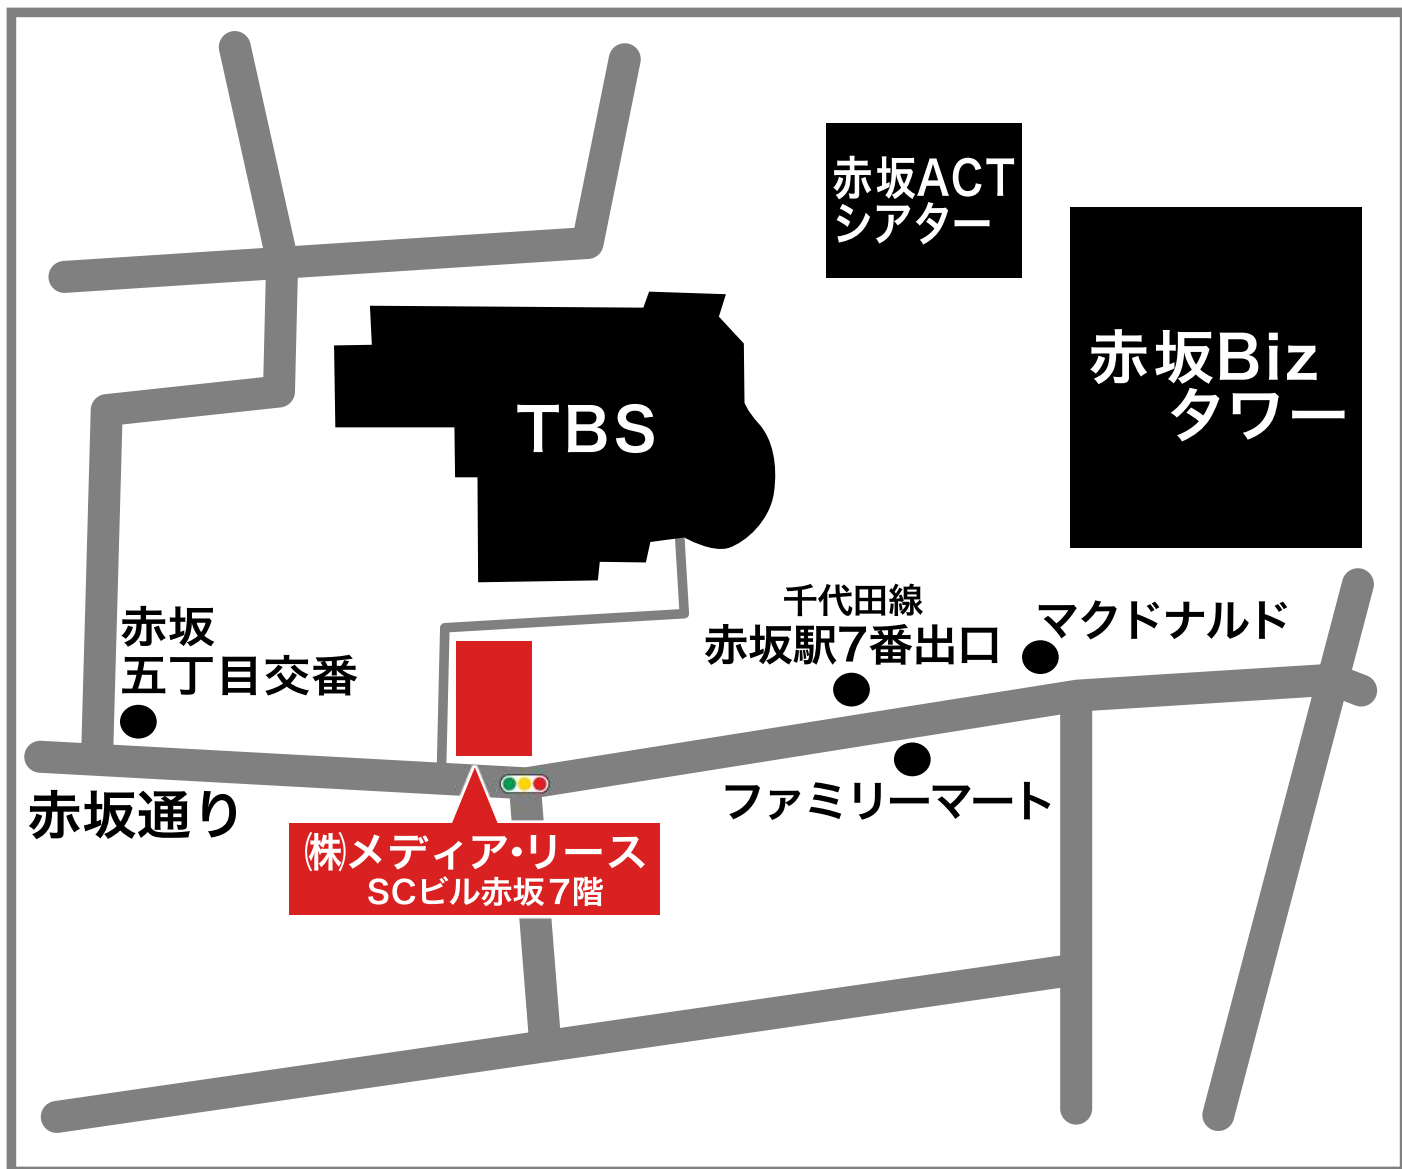 赤坂ACT
シアター
赤坂Biz
タワー
TBS
千代田線
赤坂駅7番出口
マクドナルド
赤坂
五丁目交番
ファミリーマート
赤坂通り
㈱メディア・リース
SCビル赤坂7階